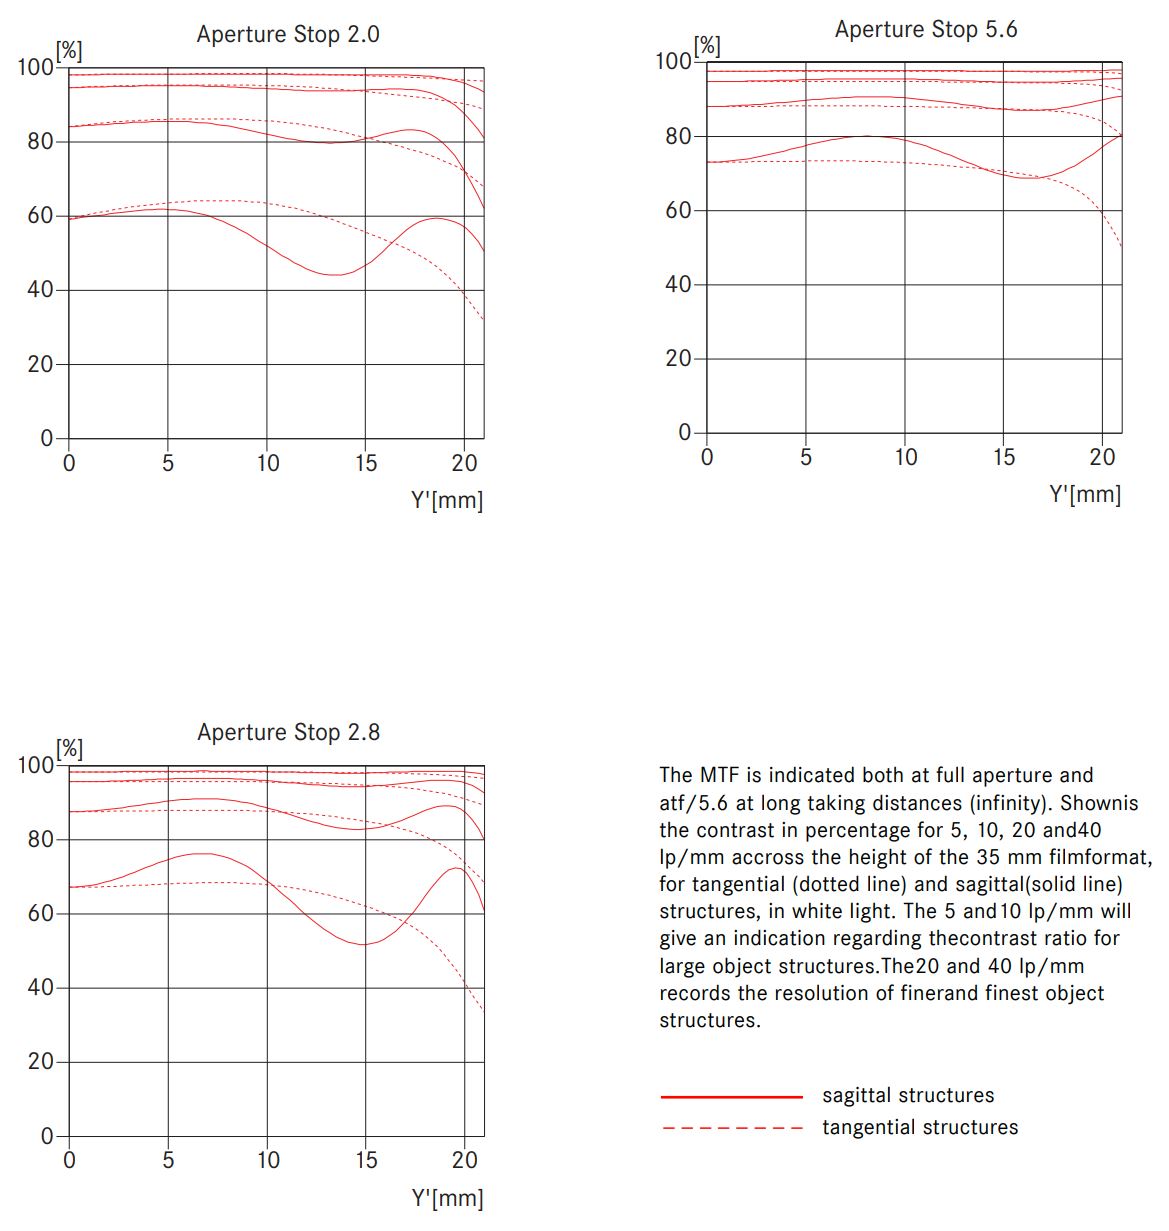 Aperture Stop 2.0
[%]
100
80
60
40
20
0
0 5 10 15 20
Y'[mm]
Aperture Stop 5.6
[%]
100
80
60
40
20
0
0 5 10 15 20
Y'[mm]
Aperture Stop 2.8
[%]
100
80
60
40
20
0
0 5 10 15 20
Y'[mm]
The MTF is indicated both at full aperture and
atf/5.6 at long taking distances (infinity). Shownis
the contrast in percentage for 5, 10, 20 and40
lp/mm accross the height of the 35 mm filmformat,
for tangential (dotted line) and sagittal(solid line)
structures, in white light. The 5 and10 lp/mm will
give an indication regarding thecontrast ratio for
large object structures.The20 and 40 lp/mm
records the resolution of finerand finest object
structures.
sagittal structures
tangential structures